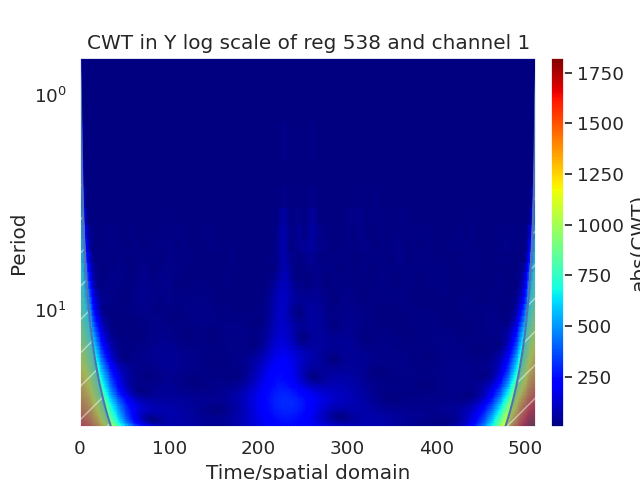 CWT in Y log scale of reg 538 and channel 1
10⁰
10¹
Period
0 100 200 300 400 500
Time/spatial domain
1750
1500
1250
1000
750
500
250
abs(CWT)